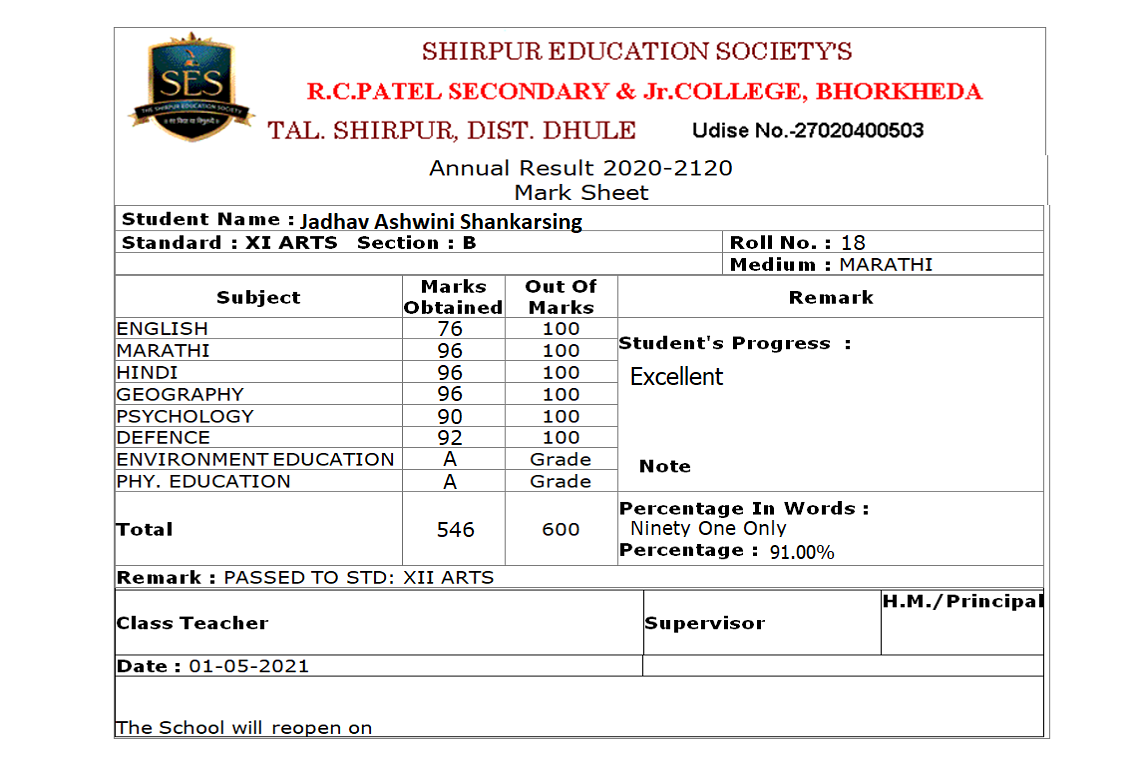 SES
THE SHIRPUR EDUCATION SOCIETY
SHIRPUR EDUCATION SOCIETY'S
R.C.PATEL SECONDARY & Jr.COLLEGE, BHORKHEDA
TAL. SHIRPUR, DIST. DHULE Udise No.-27020400503
Annual Result 2020-2120
Mark Sheet
Student Name : Jadhav Ashwini Shankarsing
Standard : XI ARTS Section : B Roll No. : 18
Medium : MARATHI
Subject Marks Obtained Out Of Marks Remark
ENGLISH 76 100
MARATHI 96 100
HINDI 96 100
GEOGRAPHY 96 100
PSYCHOLOGY 90 100
DEFENCE 92 100
ENVIRONMENT EDUCATION A Grade
PHY. EDUCATION A Grade
Student's Progress :
Excellent
Note
Total 546 600
Percentage In Words :
Ninety One Only
Percentage : 91.00%
Remark : PASSED TO STD: XII ARTS
Class Teacher Supervisor H.M./Principal
Date : 01-05-2021
The School will reopen on